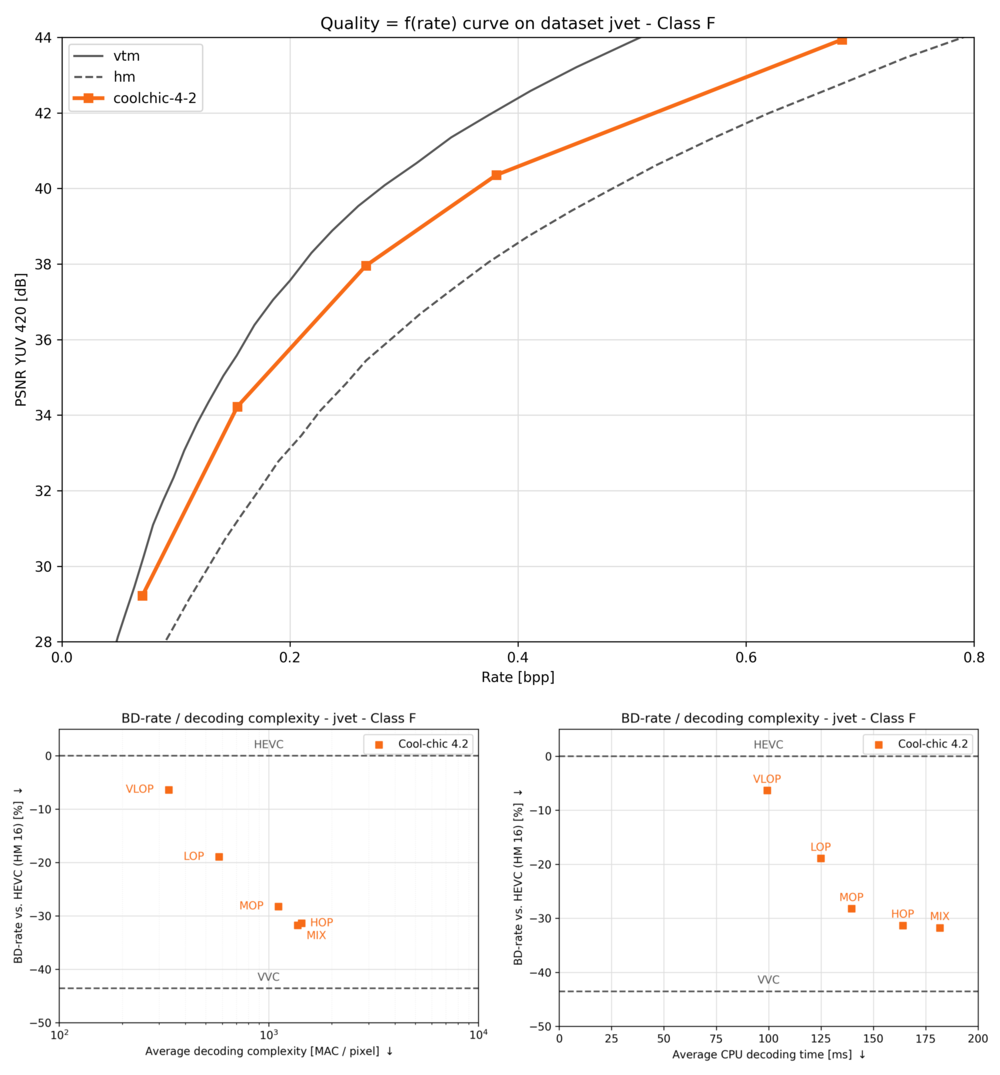 Quality = f(rate) curve on dataset jvet - Class F
vtm
hm
coolchic-4-2
44
42
40
38
36
34
32
30
28
PSNR YUV 420 [dB]
0.0 0.2 0.4 0.6 0.8
Rate [bpp]
BD-rate / decoding complexity - jvet - Class F
HEVC
Cool-chic 4.2
VLOP
LOP
MOP
HOP
MIX
VVC
0
−10
−20
−30
−40
−50
BD-rate vs. HEVC (HM 16) [%] ↓
10² 10³ 10⁴
Average decoding complexity [MAC / pixel] ↓
BD-rate / decoding complexity - jvet - Class F
HEVC
Cool-chic 4.2
VLOP
LOP
MOP
HOP MIX
VVC
0
−10
−20
−30
−40
−50
BD-rate vs. HEVC (HM 16) [%] ↓
0 25 50 75 100 125 150 175 200
Average CPU decoding time [ms] ↓